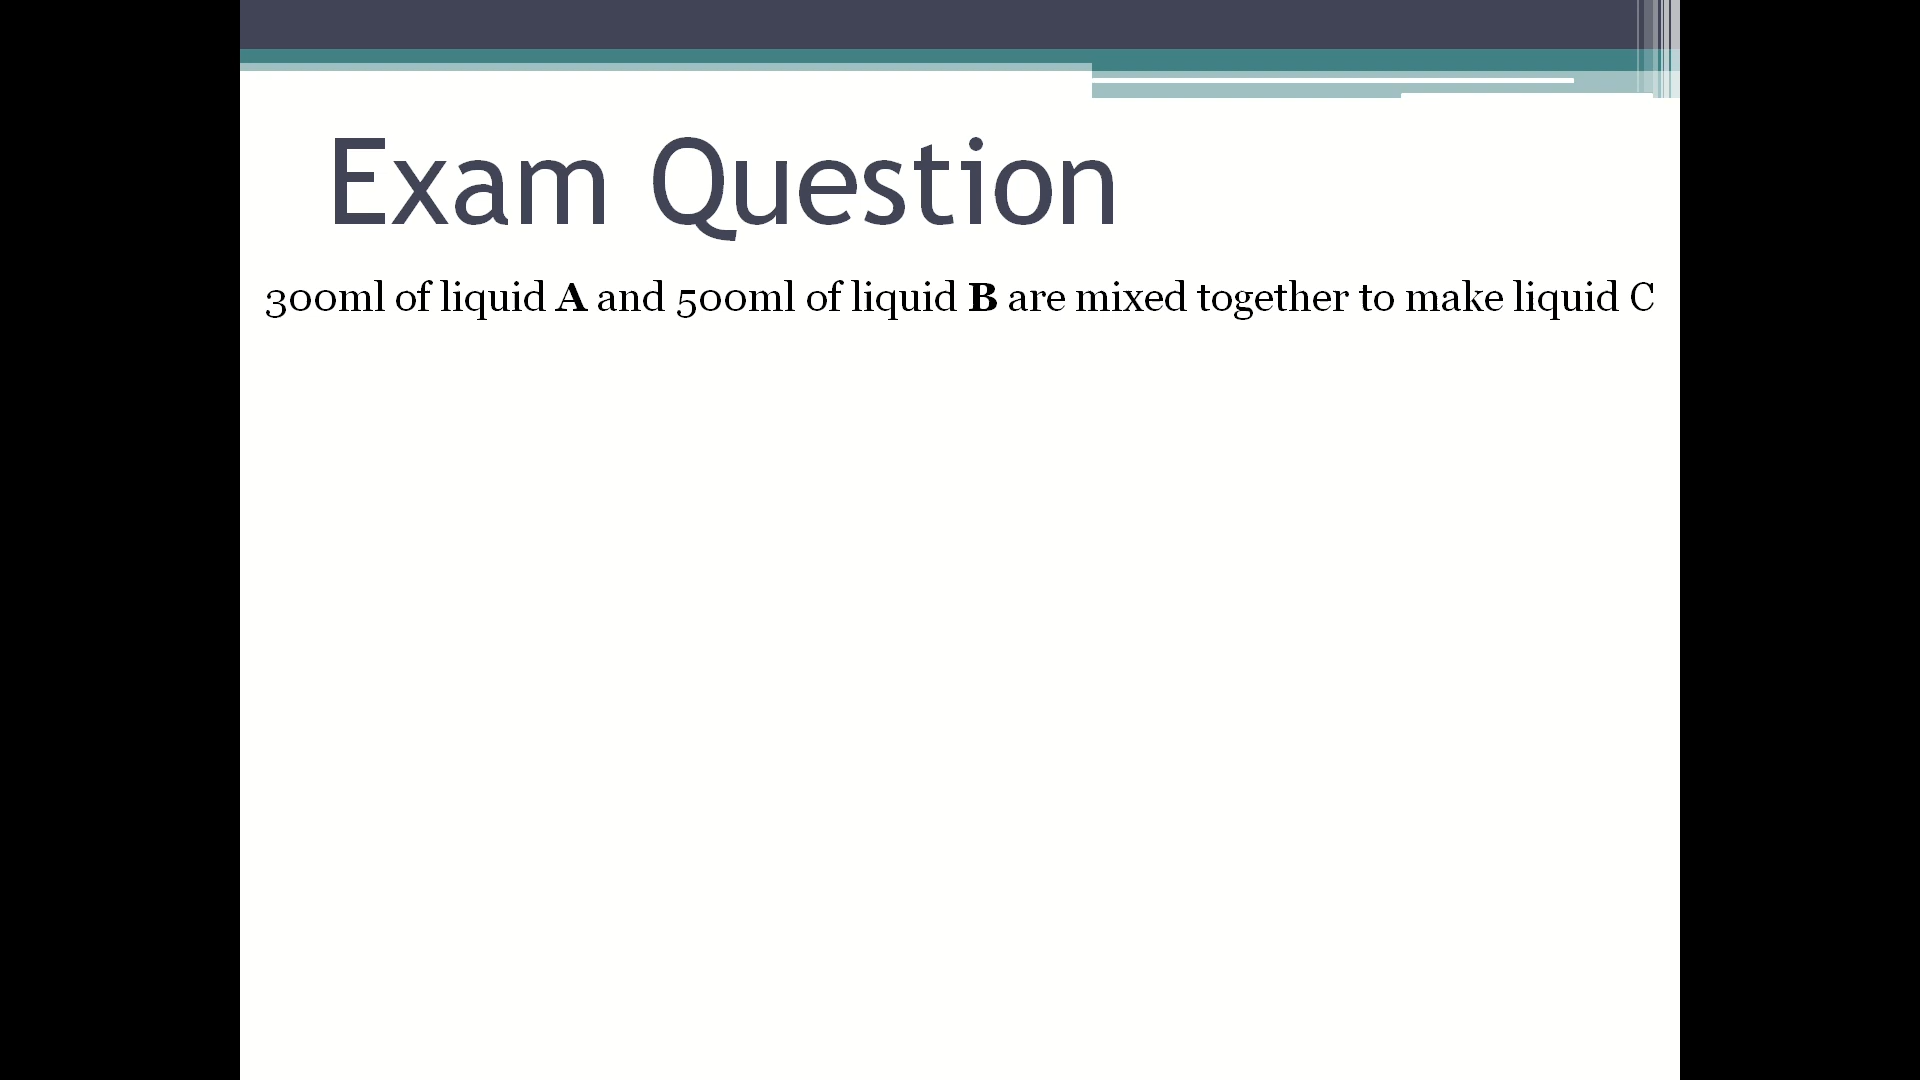 Exam Question
300ml of liquid A and 500ml of liquid B are mixed together to make liquid C